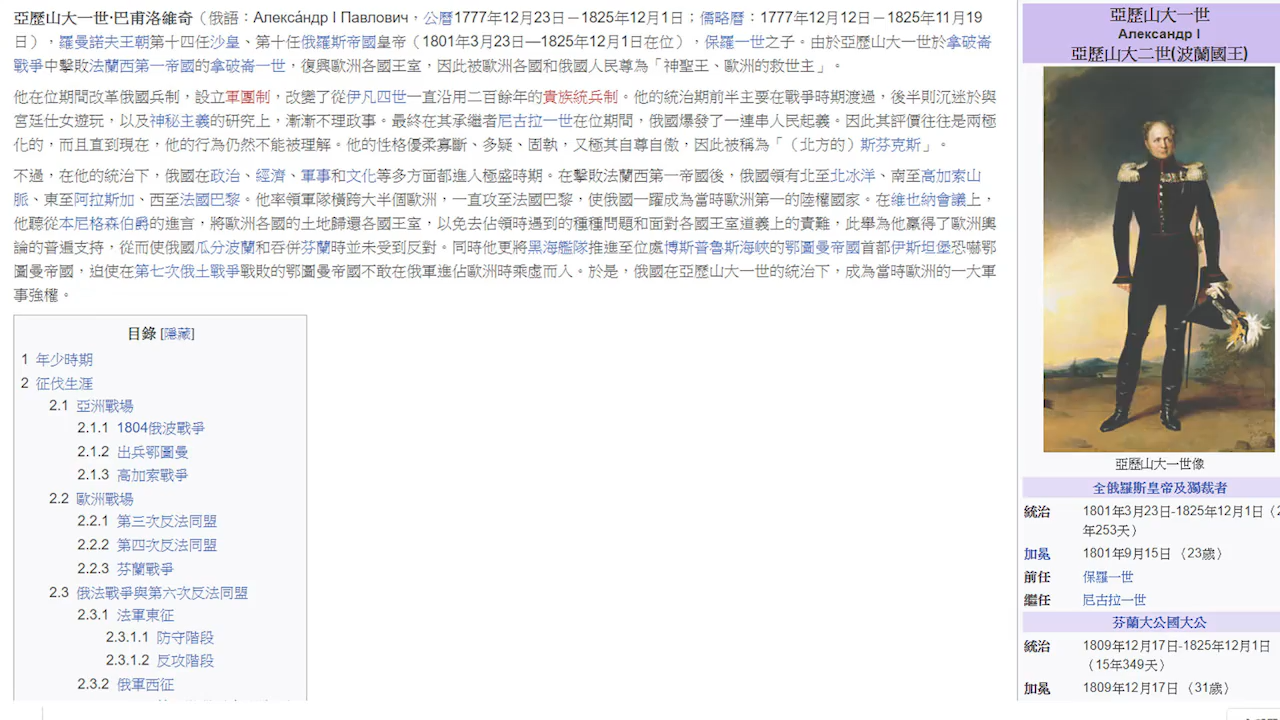 亞歷山大一世·巴甫洛維奇（俄語：Алекса́ндр I Павлович，公曆1777年12月23日－1825年12月1日；儒略曆：1777年12月12日－1825年11月19
日），羅曼諾夫王朝第十四任沙皇、第十任俄羅斯帝國皇帝（1801年3月23日—1825年12月1日在位），保羅一世之子。由於亞歷山大一世於拿破崙
戰爭中擊敗法蘭西第一帝國的拿破崙一世，復興歐洲各國王室，因此被歐洲各國和俄國人民尊為「神聖王、歐洲的救世主」。
他在位期間改革俄國兵制，設立軍團制，改變了從伊凡四世一直沿用二百餘年的貴族統兵制。他的統治期前半主要在戰爭時期渡過，後半則沉迷於與
宮廷仕女遊玩，以及神秘主義的研究上，漸漸不理政事。最終在其承繼者尼古拉一世在位期間，俄國爆發了一連串人民起義。因此其評價往往是兩極
化的，而且直到現在，他的行為仍然不能被理解。他的性格優柔寡斷、多疑、固執，又極其自尊自傲，因此被稱為「（北方的）斯芬克斯」。
不過，在他的統治下，俄國在政治、經濟、軍事和文化等多方面都進入極盛時期。在擊敗法蘭西第一帝國後，俄國領有北至北冰洋、南至高加索山
脈、東至阿拉斯加、西至法國巴黎。他率領軍隊橫跨大半個歐洲，一直攻至法國巴黎，使俄國一躍成為當時歐洲第一的陸權國家。在維也納會議上，
他聽從本尼格森伯爵的進言，將歐洲各國的土地歸還各國王室，以免去佔領時遇到的種種問題和面對各國王室道義上的責難，此舉為他贏得了歐洲輿
論的普遍支持，從而使俄國瓜分波蘭和吞併芬蘭時並未受到反對。同時他更將黑海艦隊推進至位處博斯普魯斯海峽的鄂圖曼帝國首都伊斯坦堡恐嚇鄂
圖曼帝國，迫使在第七次俄土戰爭戰敗的鄂圖曼帝國不敢在俄軍進佔歐洲時乘虛而入。於是，俄國在亞歷山大一世的統治下，成為當時歐洲的一大軍
事強權。
目錄 [隱藏]
1 年少時期
2 征伐生涯
2.1 亞洲戰場
2.1.1 1804俄波戰爭
2.1.2 出兵鄂圖曼
2.1.3 高加索戰爭
2.2 歐洲戰場
2.2.1 第三次反法同盟
2.2.2 第四次反法同盟
2.2.3 芬蘭戰爭
2.3 俄法戰爭與第六次反法同盟
2.3.1 法軍東征
2.3.1.1 防守階段
2.3.1.2 反攻階段
2.3.2 俄軍西征
亞歷山大一世
Александр I
亞歷山大二世(波蘭國王)
亞歷山大一世像
全俄羅斯皇帝及獨裁者
統治 1801年3月23日-1825年12月1日（2
年253天）
加冕 1801年9月15日（23歲）
前任 保羅一世
繼任 尼古拉一世
芬蘭大公國大公
統治 1809年12月17日-1825年12月1日
（15年349天）
加冕 1809年12月17日（31歲）